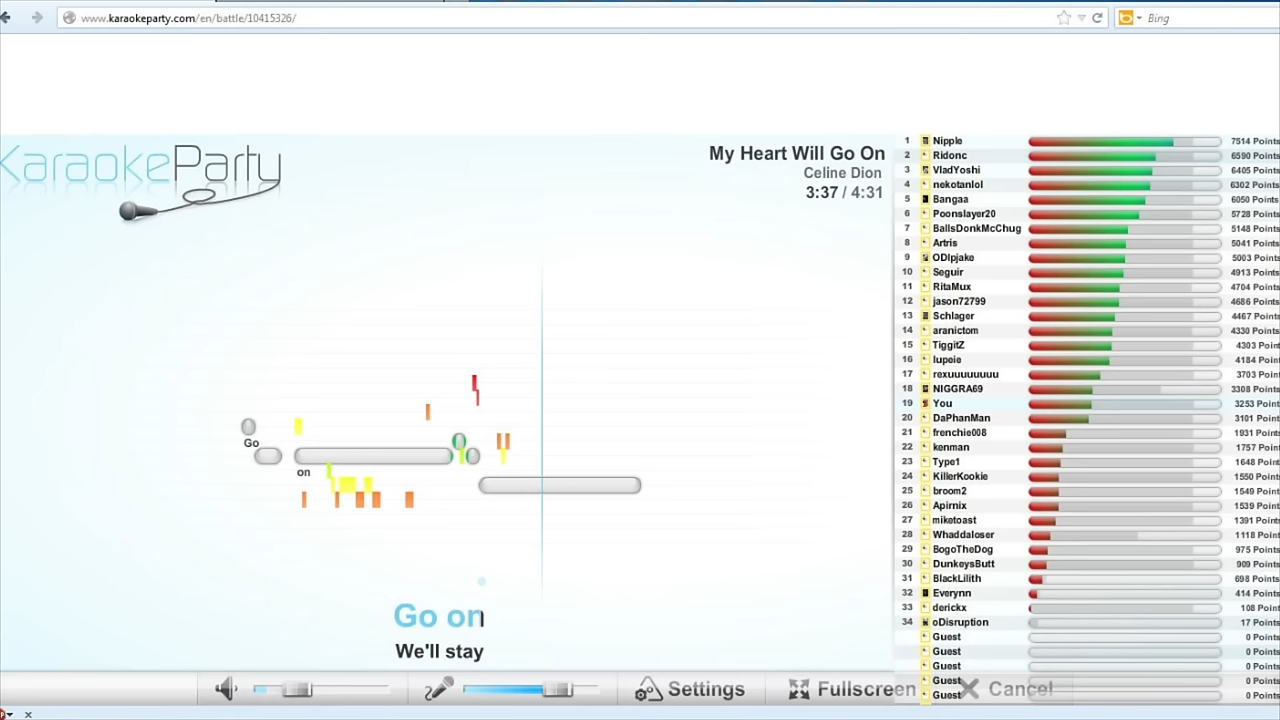 www.karaokeparty.com/en/battle/10415326/
Bing
KaraokeParty
My Heart Will Go On
Celine Dion
3:37 / 4:31
1 Nipple 7514 Points
2 Ridonc 6590 Points
3 VladYoshi 6405 Points
4 nekotanlol 6302 Points
5 Bangaa 6050 Points
6 Poonslayer20 5728 Points
7 BallsDonkMcChug 5148 Points
8 Artris 5041 Points
9 ODIpjake 5003 Points
10 Seguir 4913 Points
11 RitaMux 4704 Points
12 jason72799 4686 Points
13 Schlager 4467 Points
14 aranictom 4330 Points
15 TiggitZ 4303 Points
16 lupeie 4184 Points
17 rexuuuuuuuu 3703 Points
18 NIGGRA69 3308 Points
19 You 3253 Points
20 DaPhanMan 3101 Points
21 frenchie008 1931 Points
22 kenman 1757 Points
23 Type1 1648 Points
24 KillerKookie 1550 Points
25 broom2 1549 Points
26 Apirnix 1539 Points
27 miketoast 1391 Points
28 Whaddaloser 1118 Points
29 BogoTheDog 975 Points
30 DunkeysButt 909 Points
31 BlackLilith 698 Points
32 Everynn 414 Points
33 derickx 108 Points
34 oDisruption 17 Points
Guest 0 Points
Guest 0 Points
Guest 0 Points
Guest 0 Points
Guest 0 Points
Go
on
Go on
We'll stay
Settings
Fullscreen
Cancel